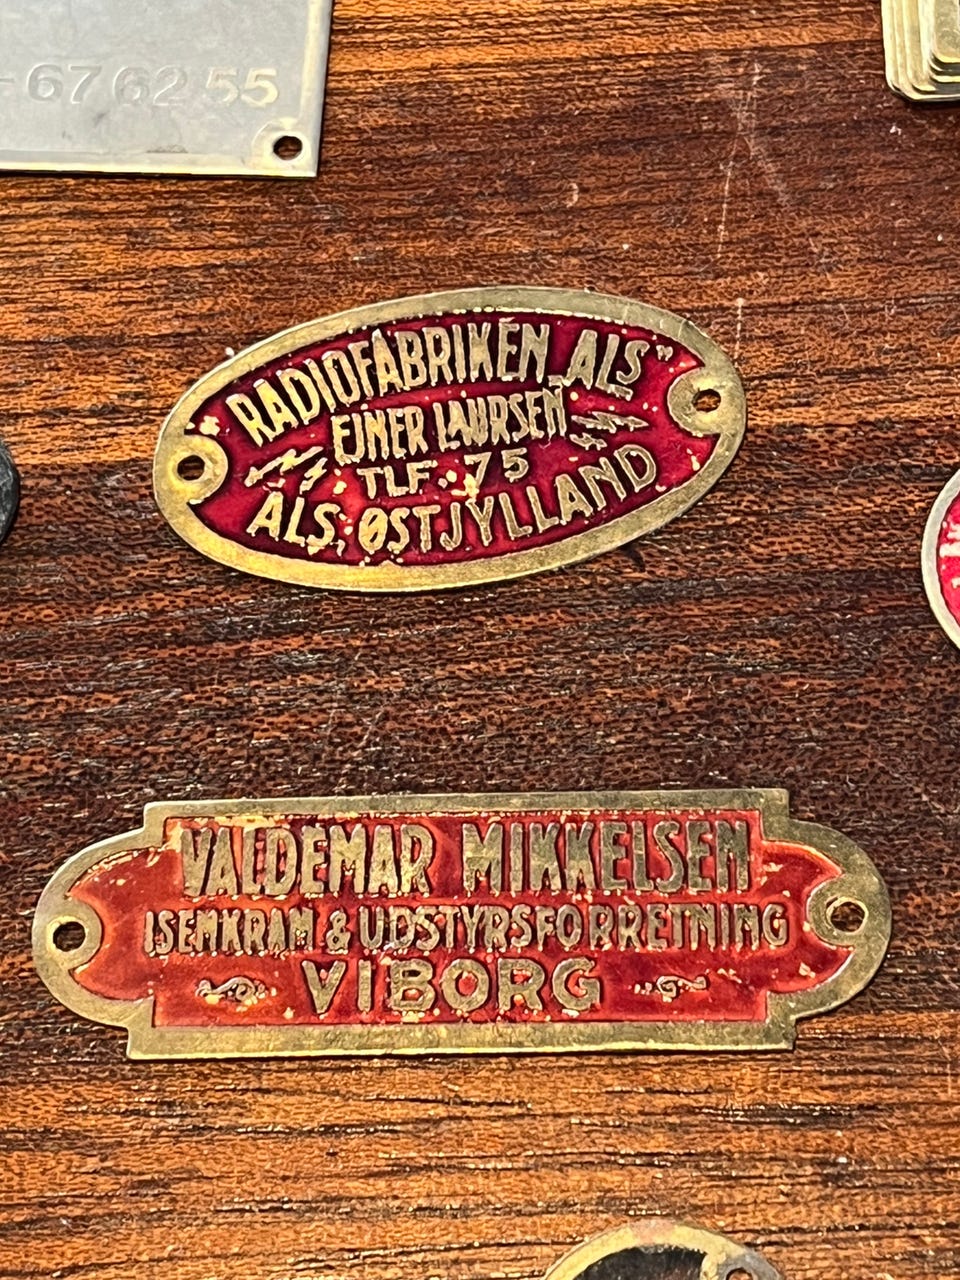 -67 62 55
RADIOFABRIKEN „ALS”
EJNER LAURSEN
TLF. 75
ALS. ØSTJYLLAND
VALDEMAR MIKKELSEN
ISENKRAM & UDSTYRSFORRETNING
VIBORG